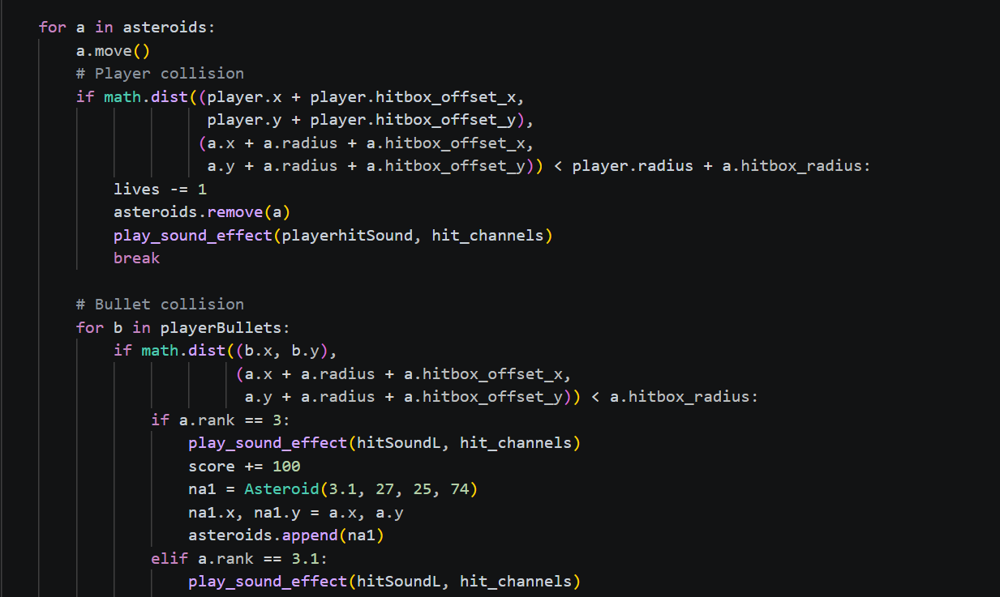 for a in asteroids:
    a.move()
    # Player collision
    if math.dist((player.x + player.hitbox_offset_x,
                  player.y + player.hitbox_offset_y),
                 (a.x + a.radius + a.hitbox_offset_x,
                  a.y + a.radius + a.hitbox_offset_y)) < player.radius + a.hitbox_radius:
        lives -= 1
        asteroids.remove(a)
        play_sound_effect(playerhitSound, hit_channels)
        break

    # Bullet collision
    for b in playerBullets:
        if math.dist((b.x, b.y),
                     (a.x + a.radius + a.hitbox_offset_x,
                      a.y + a.radius + a.hitbox_offset_y)) < a.hitbox_radius:
            if a.rank == 3:
                play_sound_effect(hitSoundL, hit_channels)
                score += 100
                na1 = Asteroid(3.1, 27, 25, 74)
                na1.x, na1.y = a.x, a.y
                asteroids.append(na1)
            elif a.rank == 3.1:
                play_sound_effect(hitSoundL, hit_channels)